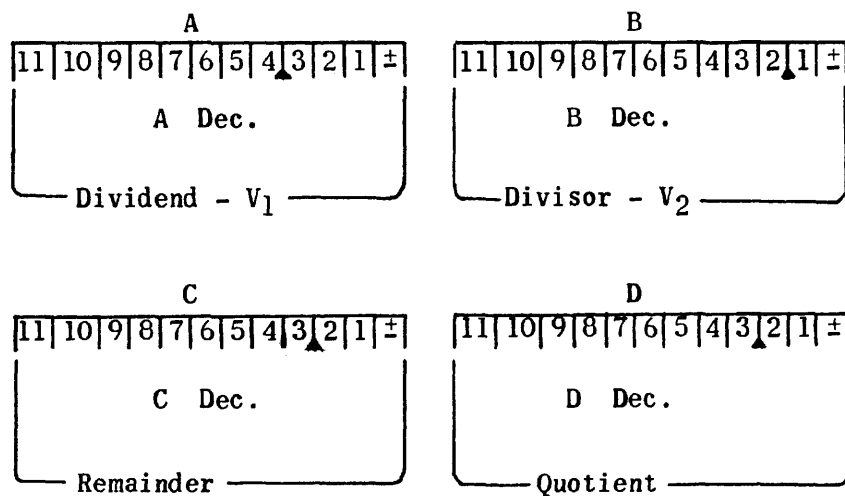 A B
11 10 9 8 7 6 5 4 3 2 1 ± 11 10 9 8 7 6 5 4 3 2 1 ±
A Dec. B Dec.
Dividend - V1 Divisor - V2
C D
11 10 9 8 7 6 5 4 3 2 1 ± 11 10 9 8 7 6 5 4 3 2 1 ±
C Dec. D Dec.
Remainder Quotient